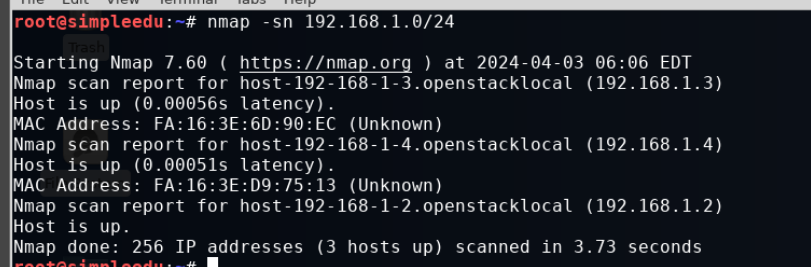 File Edit View Terminal Tabs Help
root@simpleedu:~# nmap -sn 192.168.1.0/24
Trash
Starting Nmap 7.60 ( https://nmap.org ) at 2024-04-03 06:06 EDT
Nmap scan report for host-192-168-1-3.openstacklocal (192.168.1.3)
Host is up (0.00056s latency).
MAC Address: FA:16:3E:6D:90:EC (Unknown)
Nmap scan report for host-192-168-1-4.openstacklocal (192.168.1.4)
Host is up (0.00051s latency).
MAC Address: FA:16:3E:D9:75:13 (Unknown)
Nmap scan report for host-192-168-1-2.openstacklocal (192.168.1.2)
Host is up.
Nmap done: 256 IP addresses (3 hosts up) scanned in 3.73 seconds
root@simpleedu:~#